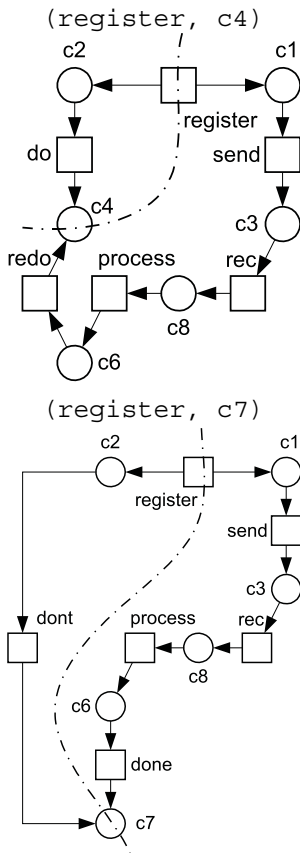 (register, c4)
c2 c1
register
do send
c4 c3
redo process rec
c8
c6
(register, c7)
c2 c1
register
send
c3
dont process rec
c8
c6
done
c7